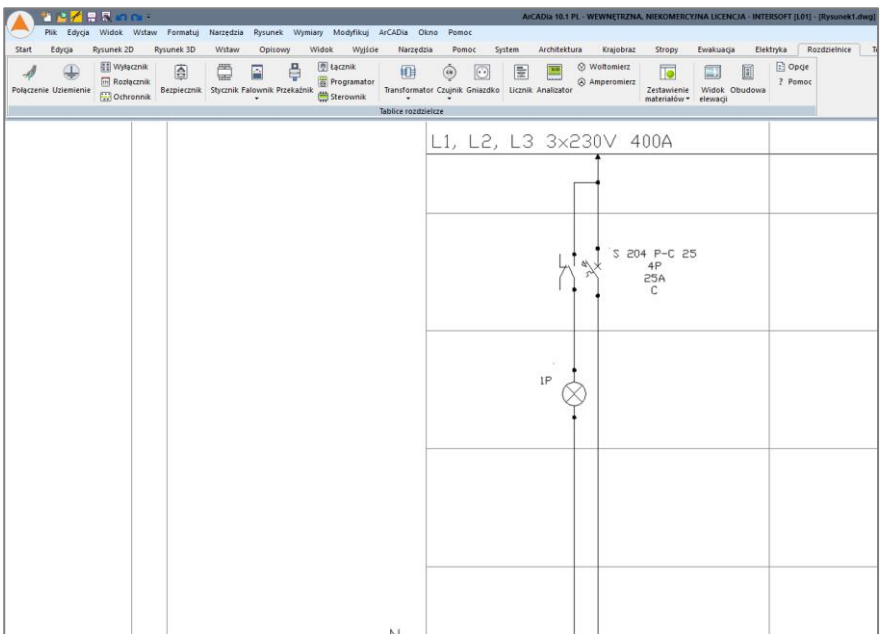 ArCADia 10.1 PL - WEWNĘTRZNA, NIEKOMERCYJNA LICENCJA - INTERSOFT [L01] - [Rysunek1.dwg]
Plik Edycja Widok Wstaw Formatuj Narzędzia Rysunek Wymiary Modyfikuj ArCADia Okno Pomoc
Start Edycja Rysunek 2D Rysunek 3D Wstaw Opisowy Widok Wyjście Narzędzia Pomoc System Architektura Krajobraz Stropy Ewakuacja Elektryka Rozdzielnice
Wyłącznik Łącznik Woltomierz Opcje
Rozłącznik Programator Amperomierz ? Pomoc
Połączenie Uziemienie Ochronnik Bezpiecznik Stycznik Falownik Przekaźnik Sterownik Transformator Czujnik Gniazdko Licznik Analizator Zestawienie materiałów Widok elewacji Obudowa
Tablice rozdzielcze
L1, L2, L3 3x230V 400A
S 204 P-C 25
4P
25A
C
1P
N